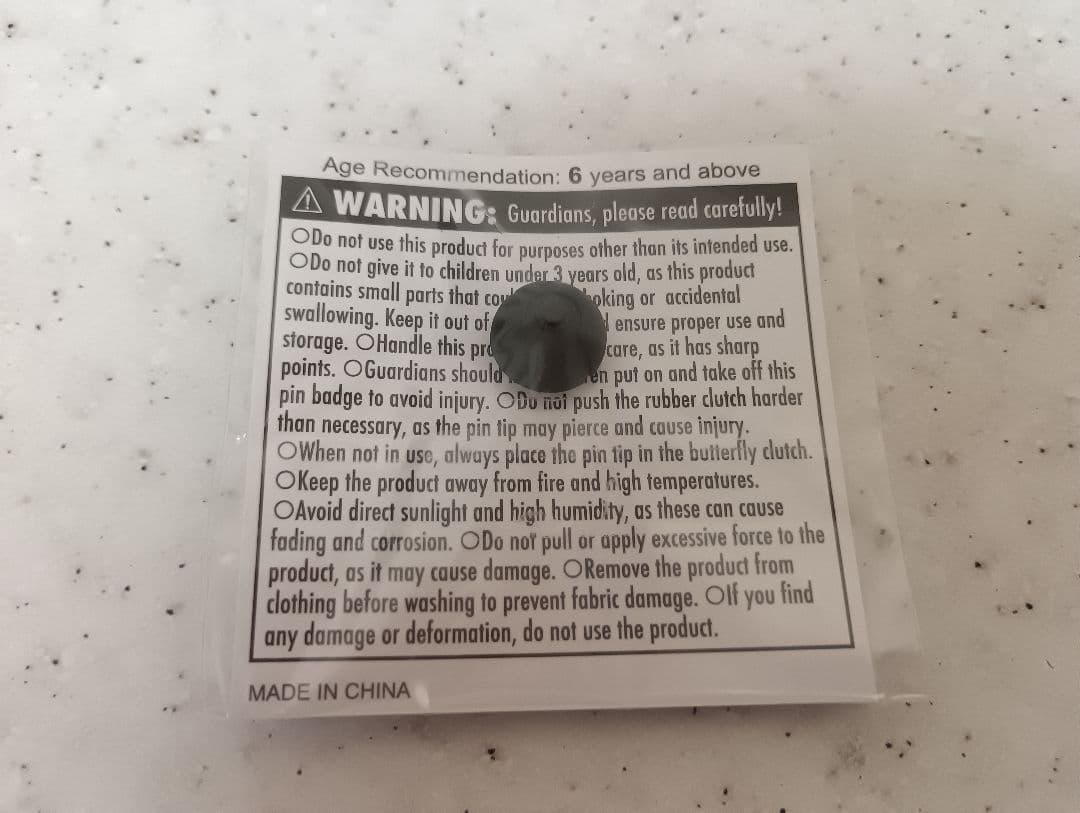 Age Recommendation: 6 years and above
WARNING: Guardians, please read carefully!
○Do not use this product for purposes other than its intended use.
○Do not give it to children under 3 years old, as this product
contains small parts that or accidental
swallowing. Keep it out of ensure proper use and
storage. ○Handle this care, as it has sharp
points. ○Guardians should put on and take off this
pin badge to avoid injury. ○Do not push the rubber clutch harder
than necessary, as the pin tip may pierce and cause injury.
○When not in use, always place the pin tip in the butterfly clutch.
○Keep the product away from fire and high temperatures.
○Avoid direct sunlight and high humidity, as these can cause
fading and corrosion. ○Do not pull or apply excessive force to the
product, as it may cause damage. ○Remove the product from
clothing before washing to prevent fabric damage. ○If you find
any damage or deformation, do not use the product.
MADE IN CHINA